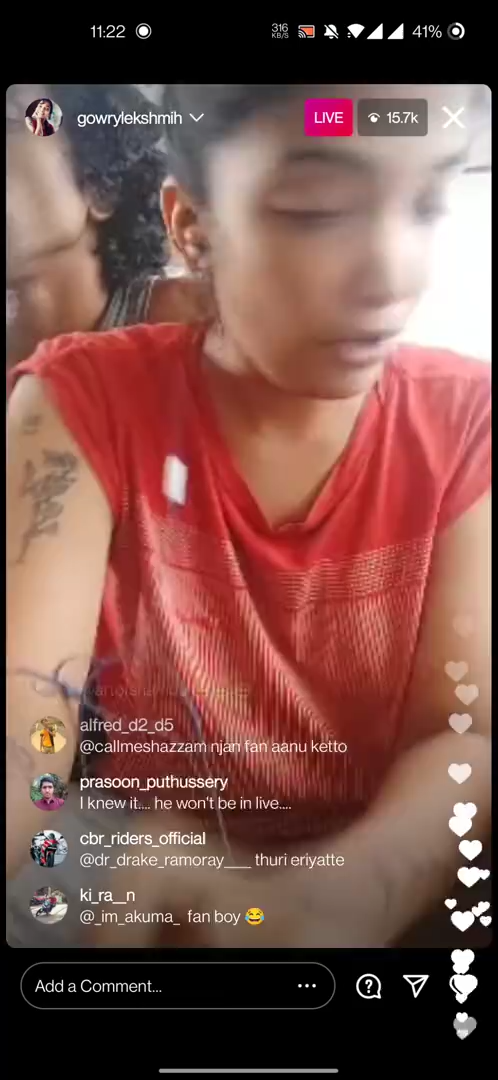 11:22
316
KB/S
41%
gowrylekshmih
LIVE
15.7k
alfred_d2_d5
@callmeshazzam njan fan aanu ketto
prasoon_puthussery
I knew it.... he won't be in live....
cbr_riders_official
@dr_drake_ramoray___ thuri eriyatte
ki_ra__n
@_im_akuma_ fan boy 😂
Add a Comment...